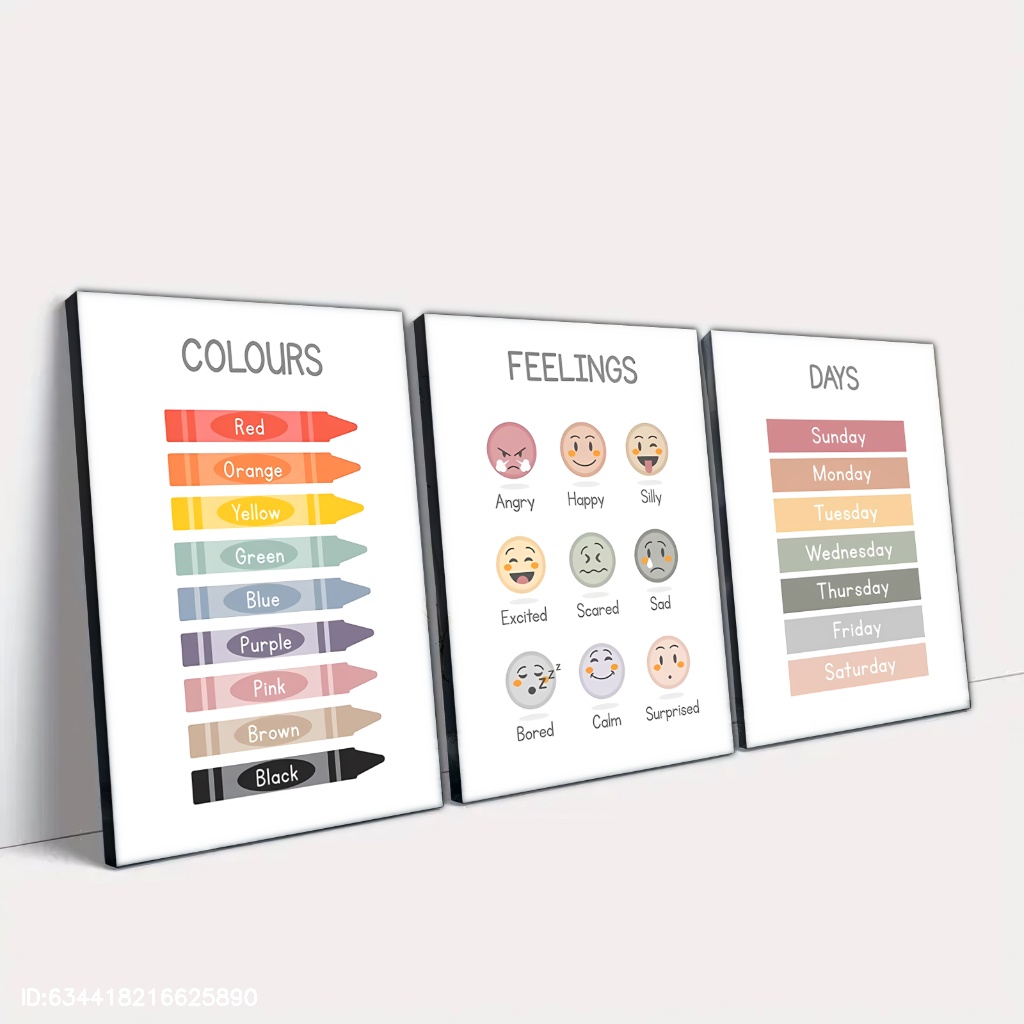 COLOURS
Red
Orange
Yellow
Green
Blue
Purple
Pink
Brown
Black
FEELINGS
Angry Happy Silly
Excited Scared Sad
zzz
Bored Calm Surprised
DAYS
Sunday
Monday
Tuesday
Wednesday
Thursday
Friday
Saturday
ID:634418216625890